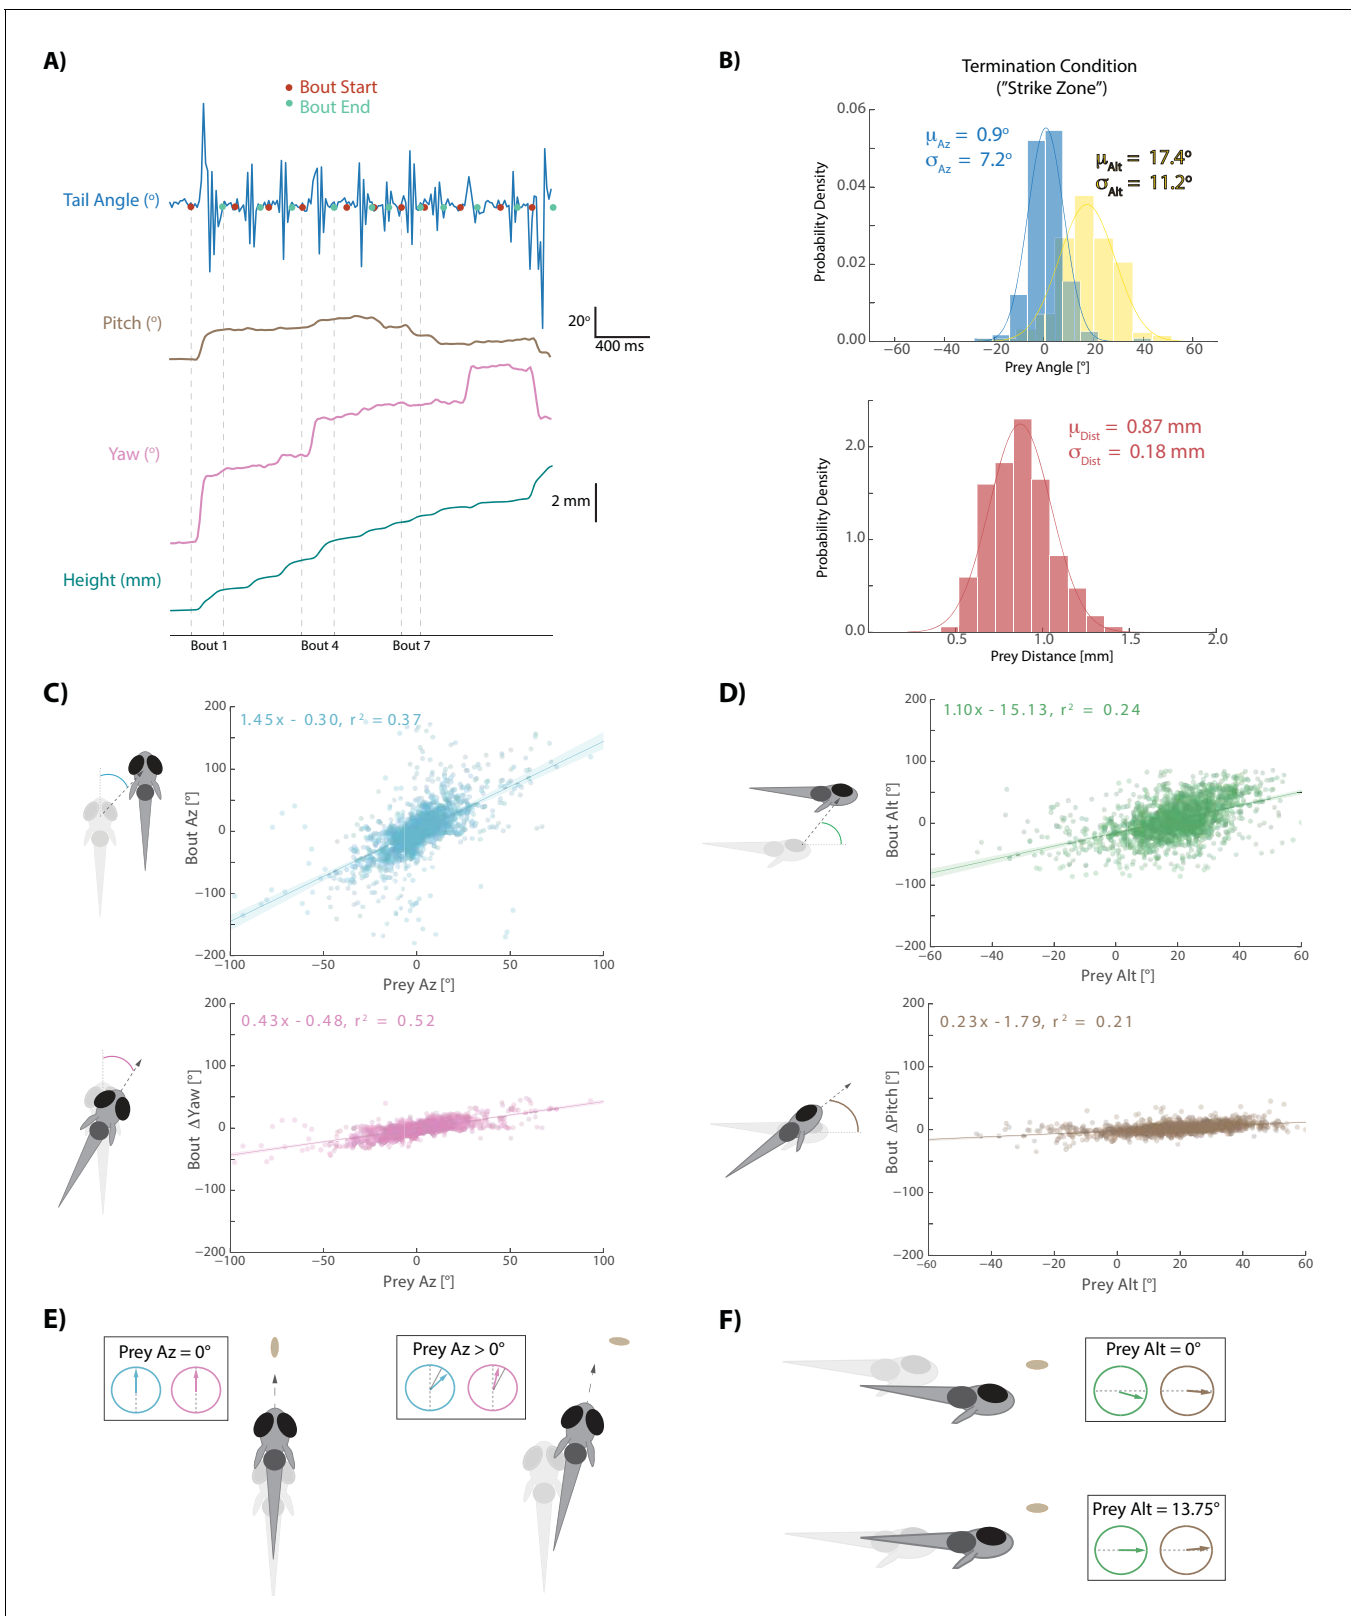 A)
Bout Start
Bout End
Tail Angle (º)
Pitch (º)
20º
400 ms
Yaw (º)
2 mm
Height (mm)
Bout 1
Bout 4
Bout 7
B)
Termination Condition
("Strike Zone")
0.06
0.04
0.02
0.00
Probability Density
μAz = 0.9º
σAz = 7.2º
μAlt = 17.4º
σAlt = 11.2º
−60
−40
−20
0
20
40
60
Prey Angle [°]
2.0
1.0
0.0
Probability Density
μDist = 0.87 mm
σDist = 0.18 mm
0.5
1.0
1.5
2.0
Prey Distance [mm]
C)
200
100
0
−100
−200
Bout Az [°]
1.45x - 0.30, r² = 0.37
−100
−50
0
50
100
Prey Az [°]
200
100
0
−100
−200
Bout ΔYaw [°]
0.43x - 0.48, r² = 0.52
−100
−50
0
50
100
Prey Az [°]
D)
200
100
0
−100
−200
Bout Alt [°]
1.10x - 15.13, r² = 0.24
−60
−40
−20
0
20
40
60
Prey Alt [°]
200
100
0
−100
−200
Bout ΔPitch [°]
0.23x - 1.79, r² = 0.21
−60
−40
−20
0
20
40
60
Prey Alt [°]
E)
Prey Az = 0°
Prey Az > 0°
F)
Prey Alt = 0°
Prey Alt = 13.75°